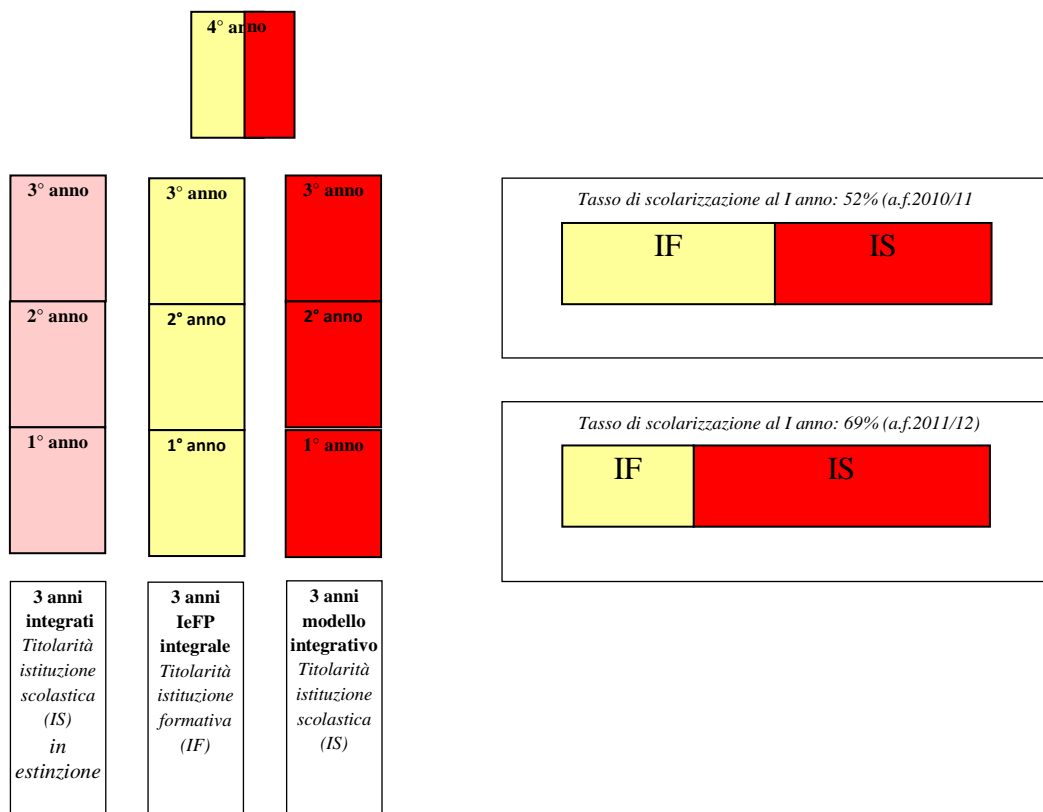 4° anno
3° anno
3° anno
3° anno
2° anno
2° anno
2° anno
1° anno
1° anno
1° anno
3 anni
integrati
Titolarità
istituzione
scolastica
(IS)
in
estinzione
3 anni
IeFP
integrale
Titolarità
istituzione
formativa
(IF)
3 anni
modello
integrativo
Titolarità
istituzione
scolastica
(IS)
Tasso di scolarizzazione al I anno: 52% (a.f.2010/11
IF IS
Tasso di scolarizzazione al I anno: 69% (a.f.2011/12)
IF IS